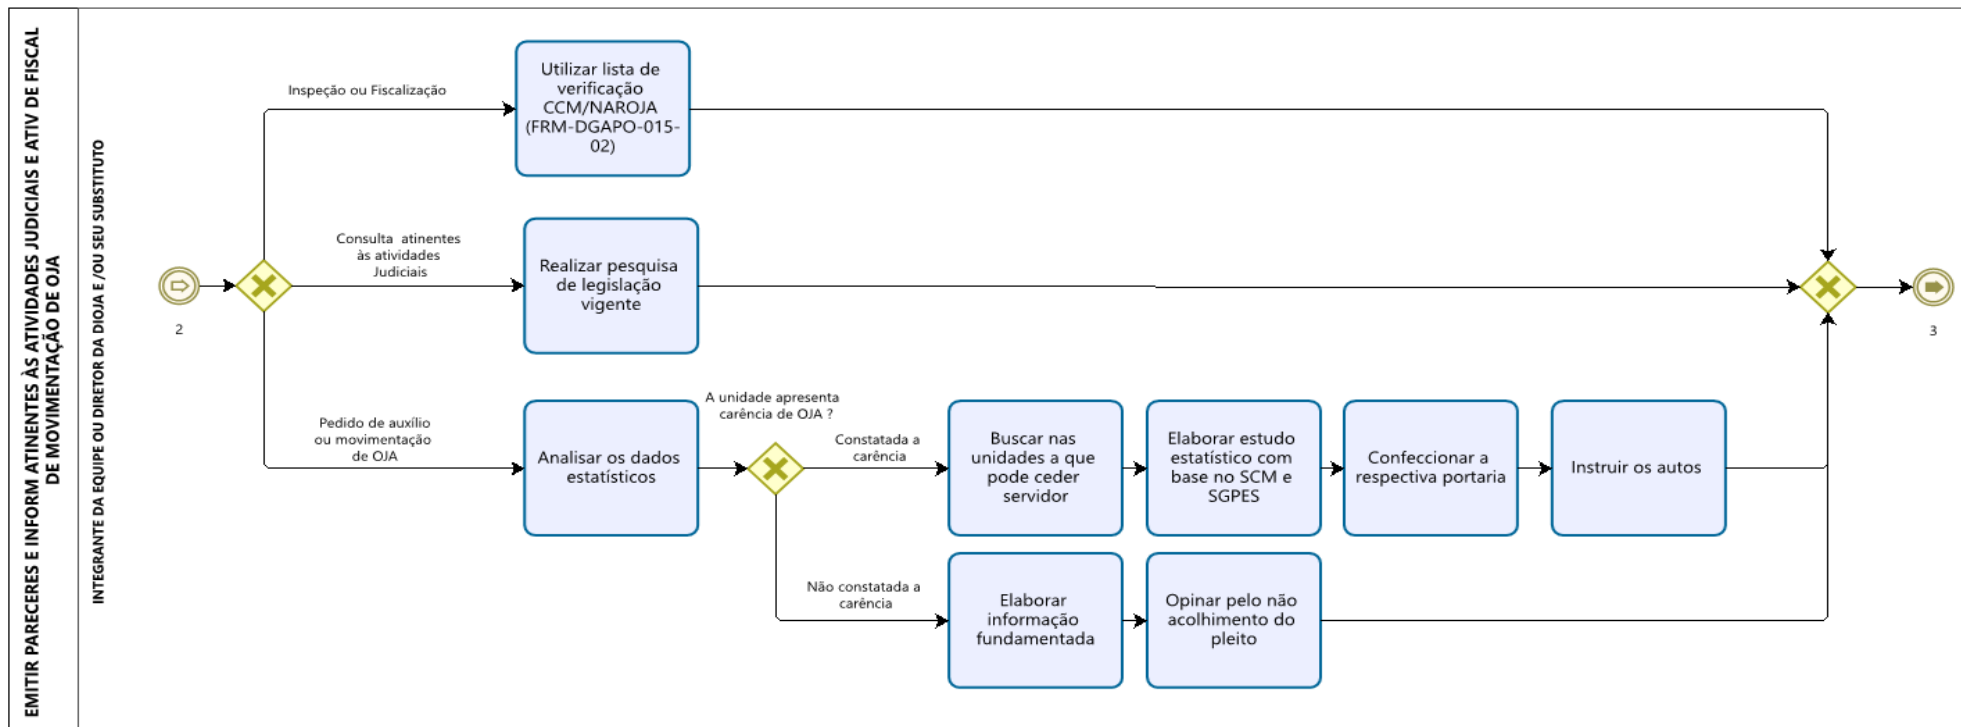 EMITIR PARECERES E INFORM ATINENTES ÀS ATIVIDADES JUDICIAIS E ATIV DE FISCAL
DE MOVIMENTAÇÃO DE OJA
INTEGRANTE DA EQUIPE OU DIRETOR DA DIOJA E /OU SEU SUBSTITUTO
2
Inspeção ou Fiscalização
Utilizar lista de
verificação
CCM/NAROJA
(FRM-DGAPO-015-
02)
Consulta atinentes
às atividades
Judiciais
Realizar pesquisa
de legislação
vigente
Pedido de auxílio
ou movimentação
de OJA
Analisar os dados
estatísticos
A unidade apresenta
carência de OJA ?
Constatada a
carência
Buscar nas
unidades a que
pode ceder
servidor
Elaborar estudo
estatístico com
base no SCM e
SGPES
Confeccionar a
respectiva portaria
Instruir os autos
Não constatada a
carência
Elaborar
informação
fundamentada
Opinar pelo não
acolhimento do
pleito
3